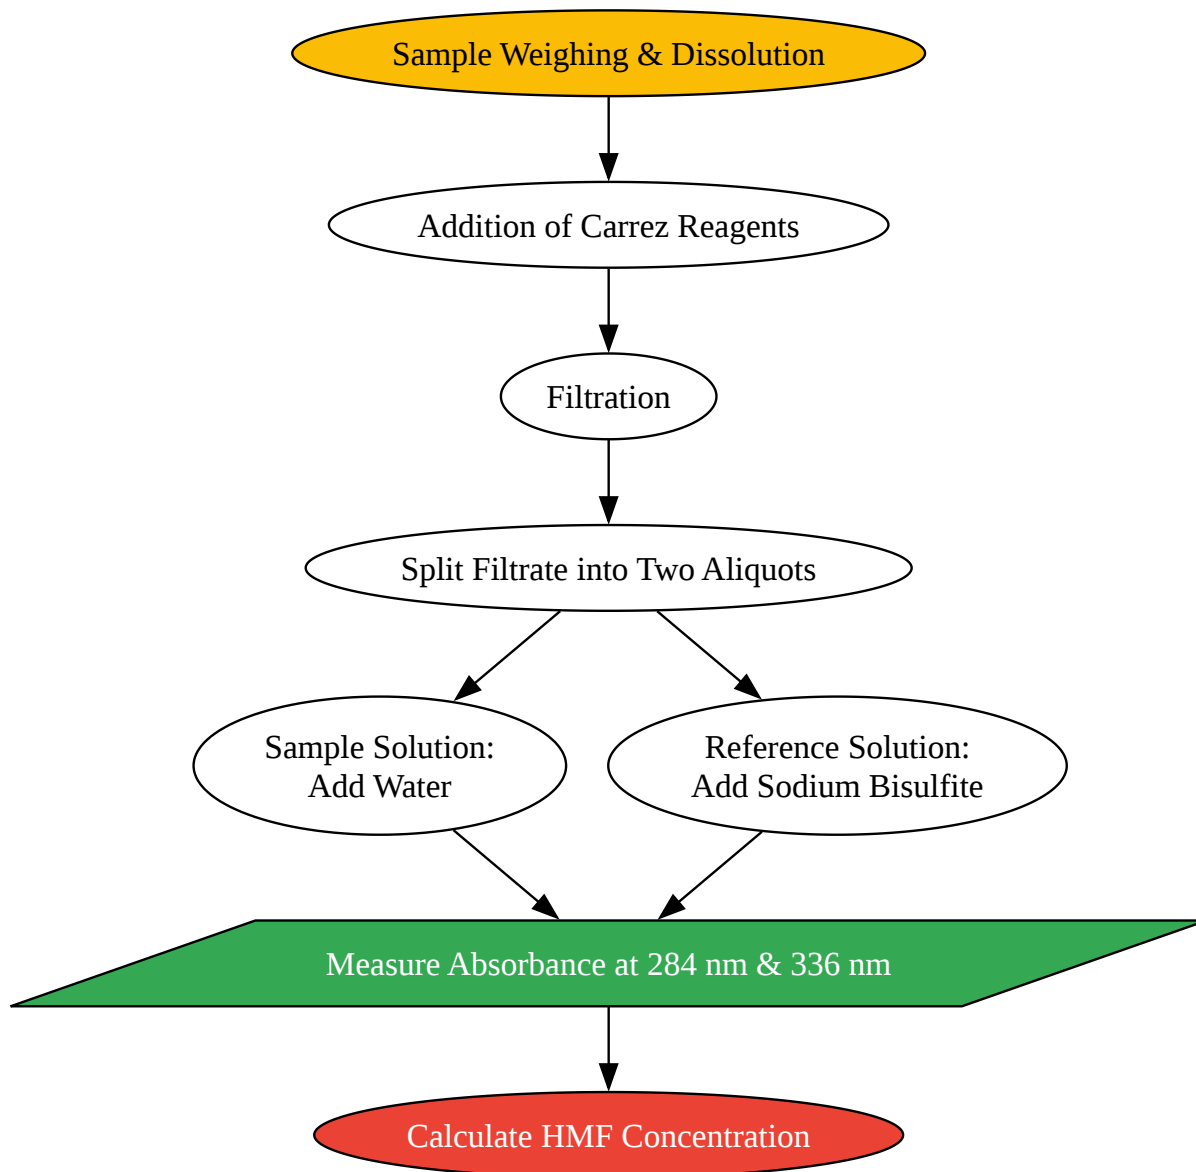 Sample Weighing & Dissolution
Addition of Carrez Reagents
Filtration
Split Filtrate into Two Aliquots
Sample Solution:
Add Water
Reference Solution:
Add Sodium Bisulfite
Measure Absorbance at 284 nm & 336 nm
Calculate HMF Concentration